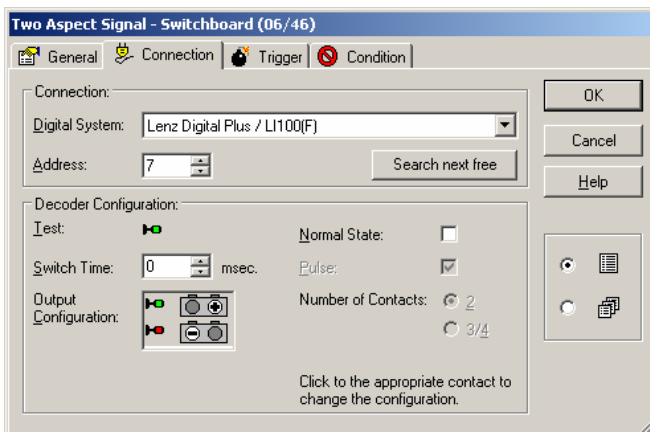 Two Aspect Signal - Switchboard (06/46)
General Connection Trigger Condition
Connection:
Digital System: Lenz Digital Plus / LI100(F)
Address: 7 Search next free
OK
Cancel
Help
Decoder Configuration:
Test: Normal State:
Switch Time: 0 msec. Pulse:
Output Configuration: Number of Contacts: 2
3/4
Click to the appropriate contact to
change the configuration.